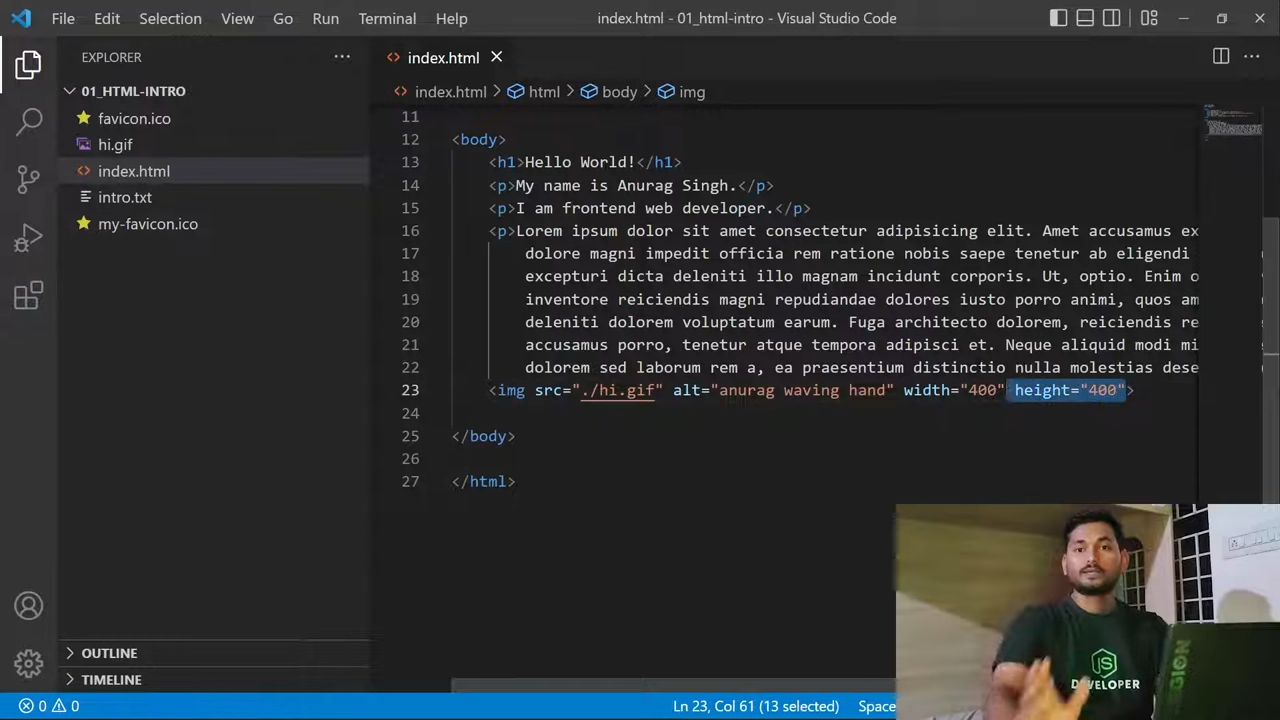 File Edit Selection View Go Run Terminal Help index.html - 01_html-intro - Visual Studio Code
EXPLORER
01_HTML-INTRO
favicon.ico
hi.gif
index.html
intro.txt
my-favicon.ico
OUTLINE
TIMELINE
index.html
index.html > html > body > img
11
12 <body>
13 <h1>Hello World!</h1>
14 <p>My name is Anurag Singh.</p>
15 <p>I am frontend web developer.</p>
16 <p>Lorem ipsum dolor sit amet consectetur adipisicing elit. Amet accusamus ex
17 dolore magni impedit officia rem ratione nobis saepe tenetur ab eligendi
18 excepturi dicta deleniti illo magnam incidunt corporis. Ut, optio. Enim o
19 inventore reiciendis magni repudiandae dolores iusto porro animi, quos am
20 deleniti dolorem voluptatum earum. Fuga architecto dolorem, reiciendis re
21 accusamus porro, tenetur atque tempora adipisci et. Neque aliquid modi mi
22 dolorem sed laborum rem a, ea praesentium distinctio nulla molestias dese
23 <img src="./hi.gif" alt="anurag waving hand" width="400" height="400">
24
25 </body>
26
27 </html>
JS
DEVELOPER
GION
0 0 Ln 23, Col 61 (13 selected) Space